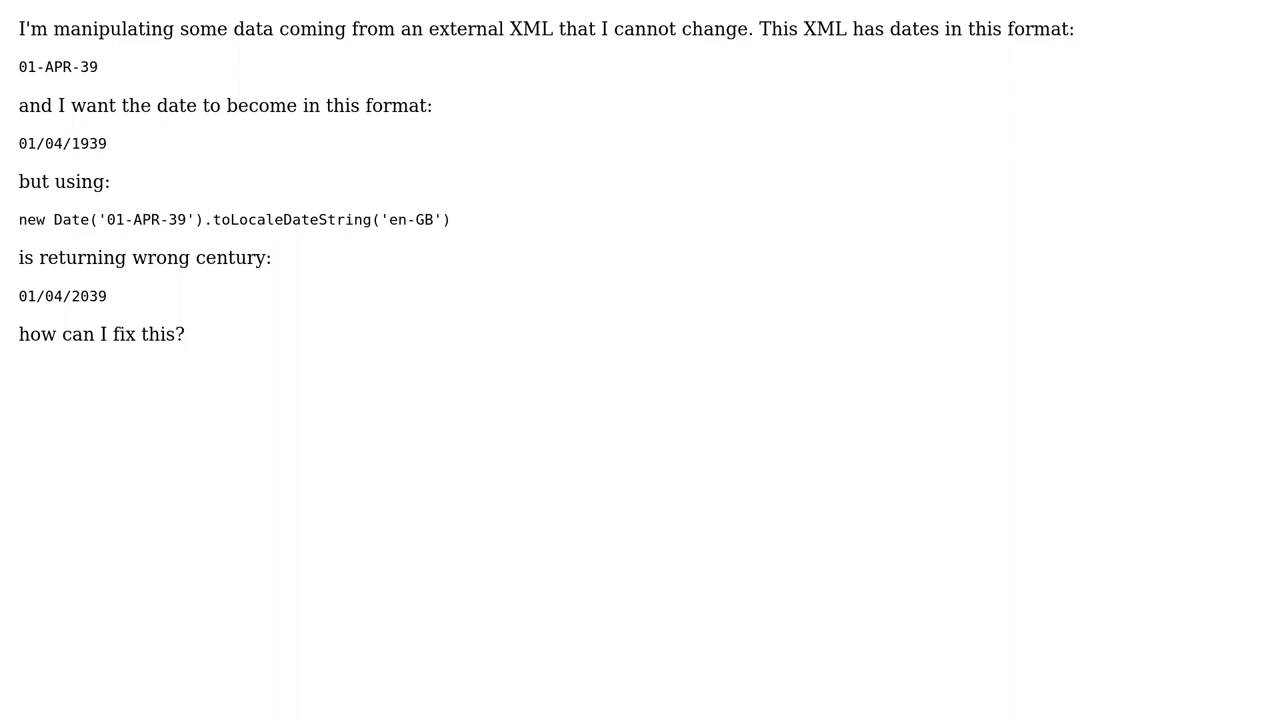 I'm manipulating some data coming from an external XML that I cannot change. This XML has dates in this format:
01-APR-39
and I want the date to become in this format:
01/04/1939
but using:
new Date('01-APR-39').toLocaleDateString('en-GB')
is returning wrong century:
01/04/2039
how can I fix this?